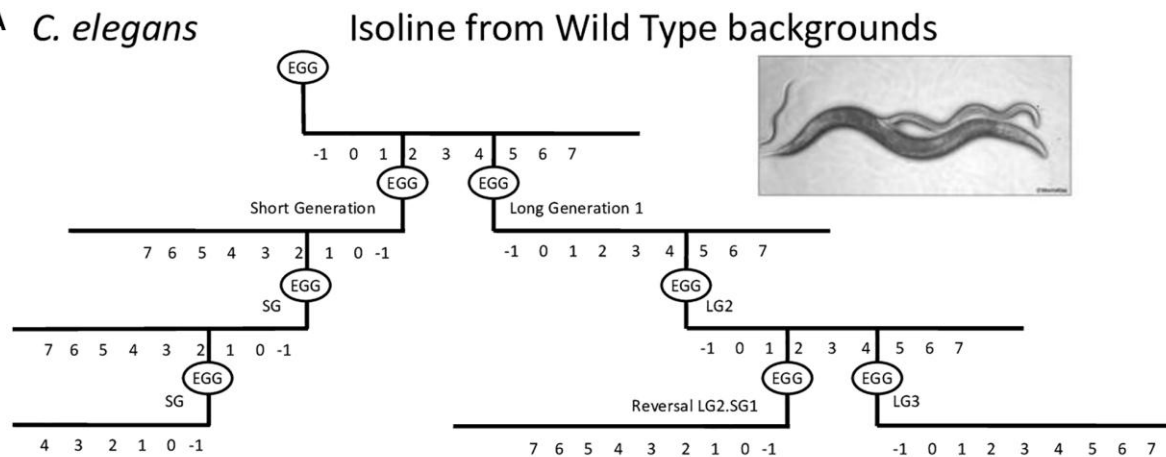 A C. elegans Isoline from Wild Type backgrounds
EGG
-1 0 1 2 3 4 5 6 7
EGG EGG
Short Generation Long Generation 1
7 6 5 4 3 2 1 0 -1 -1 0 1 2 3 4 5 6 7
EGG EGG
SG LG2
7 6 5 4 3 2 1 0 -1 -1 0 1 2 3 4 5 6 7
EGG EGG EGG
SG Reversal LG2.SG1 LG3
4 3 2 1 0 -1 7 6 5 4 3 2 1 0 -1 -1 0 1 2 3 4 5 6 7